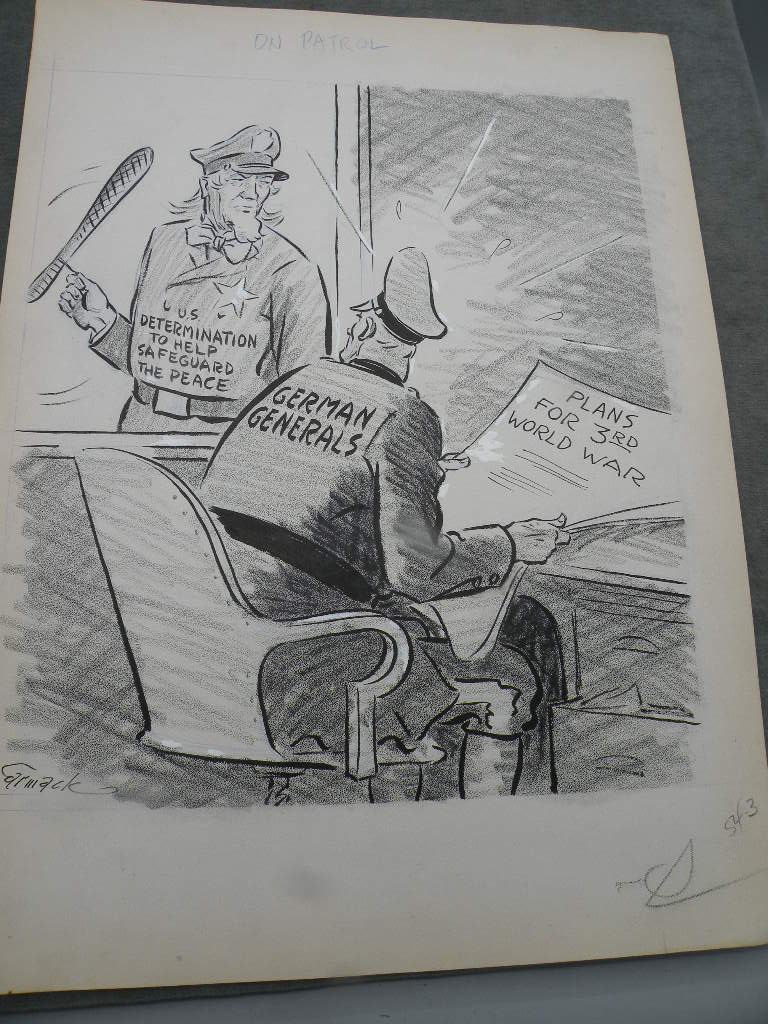 ON PATROL
U.S.
DETERMINATION
TO HELP
SAFEGUARD
THE PEACE
GERMAN
GENERALS
PLANS
FOR 3RD
WORLD WAR
Carmack
543